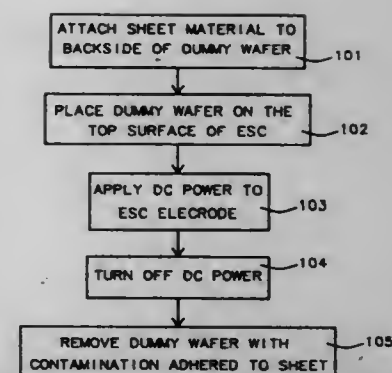 ATTACH SHEET MATERIAL TO
BACKSIDE OF DUMMY WAFER
101
PLACE DUMMY WAFER ON THE
TOP SURFACE OF ESC
102
APPLY DC POWER TO
ESC ELECRODE
103
TURN OFF DC POWER
104
REMOVE DUMMY WAFER WITH
CONTAMINATION ADHERED TO SHEET
105